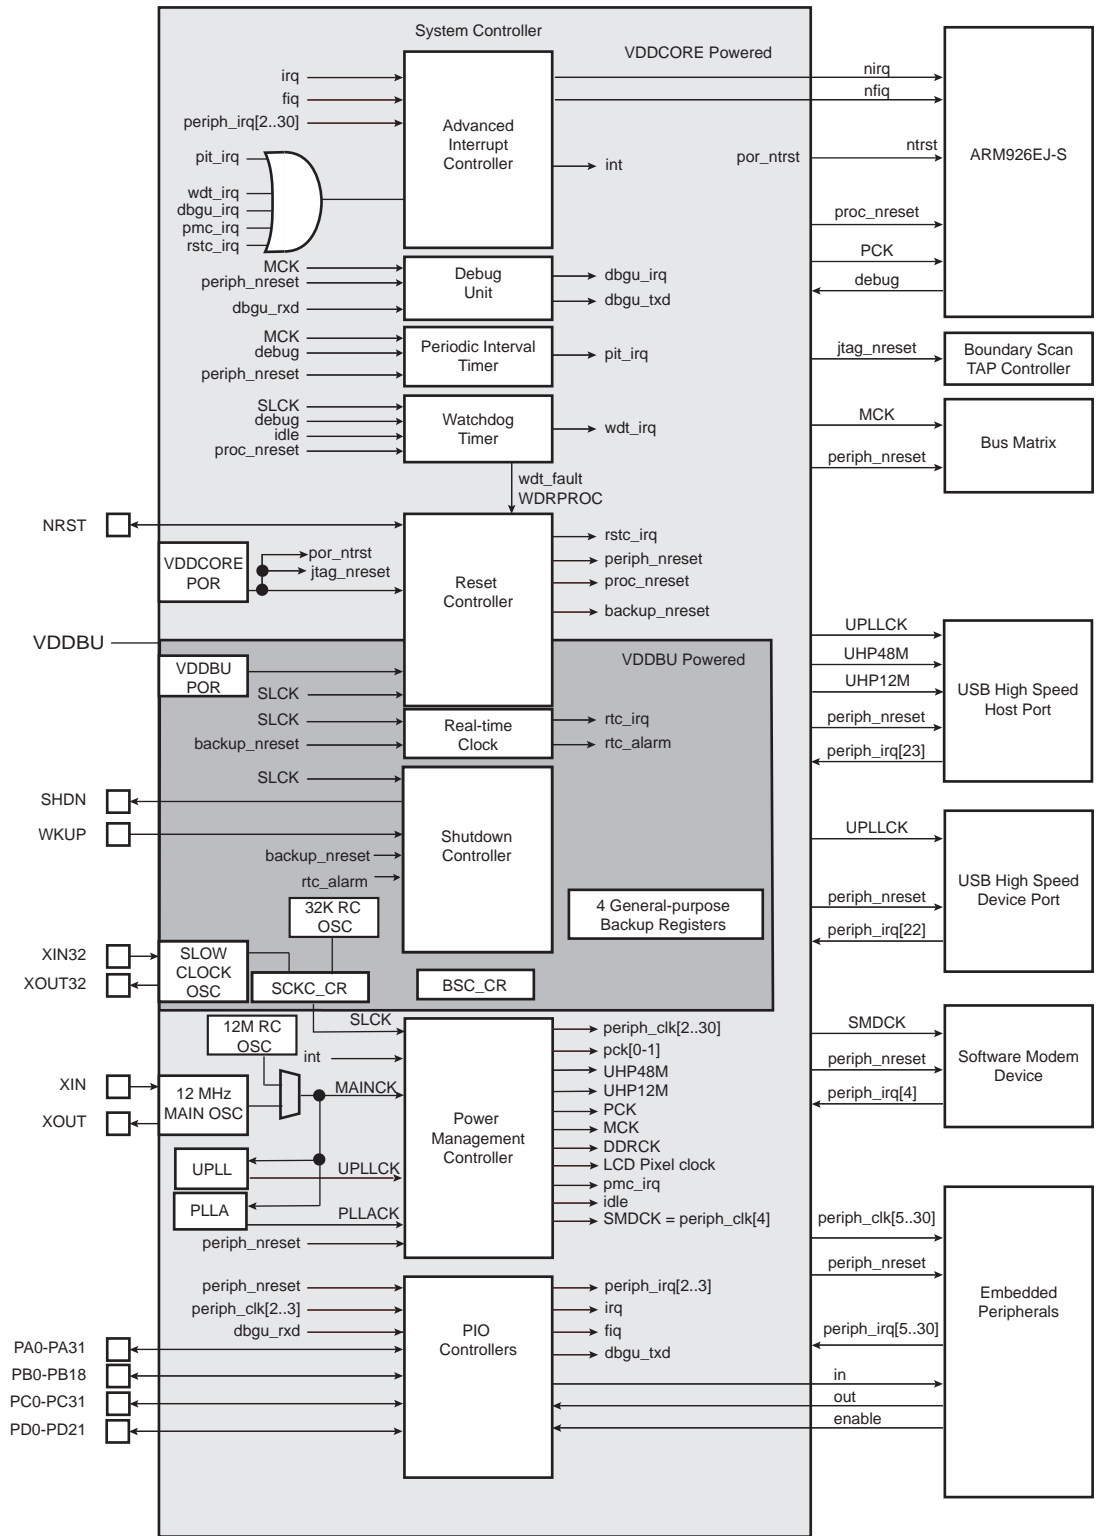 System Controller
VDDCORE Powered
irq
fiq
periph_irq[2..30]
pit_irq
wdt_irq
dbgu_irq
pmc_irq
rstc_irq
Advanced
Interrupt
Controller
int
nirq
nfiq
por_ntrst
ntrst
ARM926EJ-S
proc_nreset
PCK
debug
MCK
periph_nreset
dbgu_rxd
Debug
Unit
dbgu_irq
dbgu_txd
MCK
debug
periph_nreset
Periodic Interval
Timer
pit_irq
jtag_nreset
Boundary Scan
TAP Controller
SLCK
debug
idle
proc_nreset
Watchdog
Timer
wdt_irq
MCK
periph_nreset
Bus Matrix
wdt_fault
WDRPROC
NRST
VDDCORE
POR
por_ntrst
jtag_nreset
Reset
Controller
rstc_irq
periph_nreset
proc_nreset
backup_nreset
VDDBU
VDDBU Powered
VDDBU
POR
SLCK
UPLLCK
UHP48M
UHP12M
periph_nreset
periph_irq[23]
USB High Speed
Host Port
SLCK
backup_nreset
Real-time
Clock
rtc_irq
rtc_alarm
SLCK
SHDN
WKUP
backup_nreset
rtc_alarm
Shutdown
Controller
4 General-purpose
Backup Registers
UPLLCK
periph_nreset
periph_irq[22]
USB High Speed
Device Port
32K RC
OSC
XIN32
XOUT32
SLOW
CLOCK
OSC
SCKC_CR
BSC_CR
SLCK
12M RC
OSC
int
XIN
XOUT
12 MHz
MAIN OSC
MAINCK
UPLL
UPLLCK
PLLA
PLLACK
periph_nreset
Power
Management
Controller
periph_clk[2..30]
pck[0-1]
UHP48M
UHP12M
PCK
MCK
DDRCK
LCD Pixel clock
pmc_irq
idle
SMDCK = periph_clk[4]
SMDCK
periph_nreset
periph_irq[4]
Software Modem
Device
periph_nreset
periph_clk[2..3]
dbgu_rxd
PA0-PA31
PB0-PB18
PC0-PC31
PD0-PD21
PIO
Controllers
periph_irq[2..3]
irq
fiq
dbgu_txd
periph_clk[5..30]
periph_nreset
periph_irq[5..30]
in
out
enable
Embedded
Peripherals